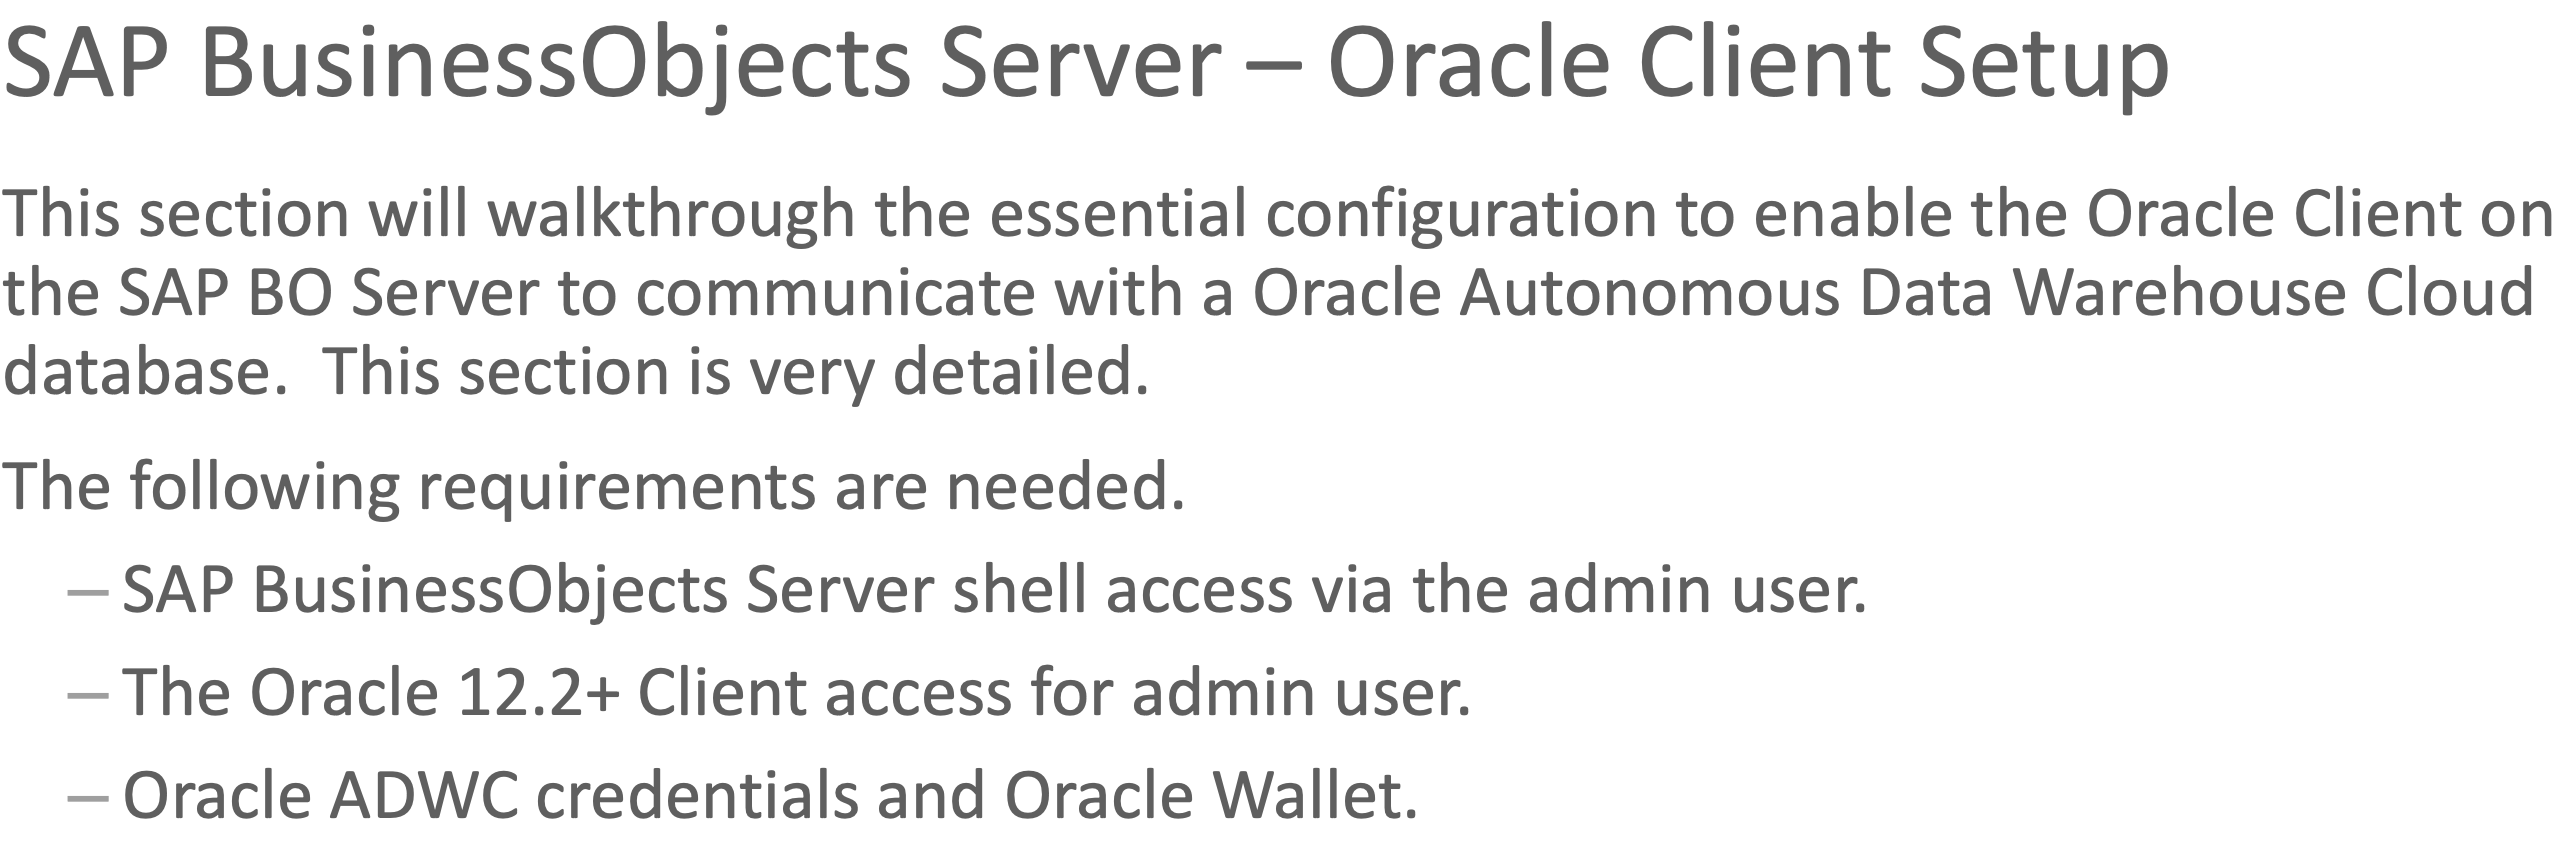 SAP BusinessObjects Server – Oracle Client Setup
This section will walkthrough the essential configuration to enable the Oracle Client on
the SAP BO Server to communicate with a Oracle Autonomous Data Warehouse Cloud
database.  This section is very detailed.
The following requirements are needed.
– SAP BusinessObjects Server shell access via the admin user.
– The Oracle 12.2+ Client access for admin user.
– Oracle ADWC credentials and Oracle Wallet.